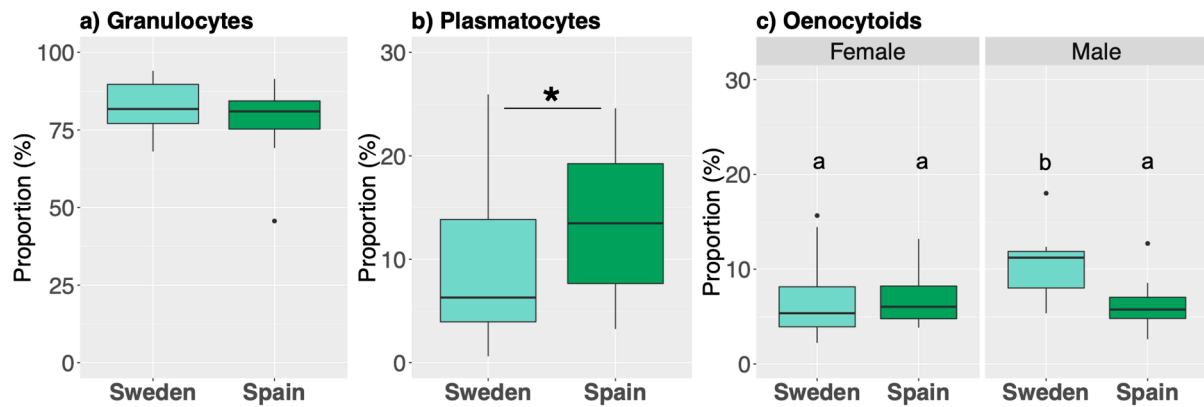 a) Granulocytes
Proportion (%)
100
75
50
25
0
Sweden Spain
b) Plasmatocytes
Proportion (%)
30
20
10
0
*
Sweden Spain
c) Oenocytoids
Female Male
Proportion (%)
30
20
10
0
a a b a
Sweden Spain Sweden Spain